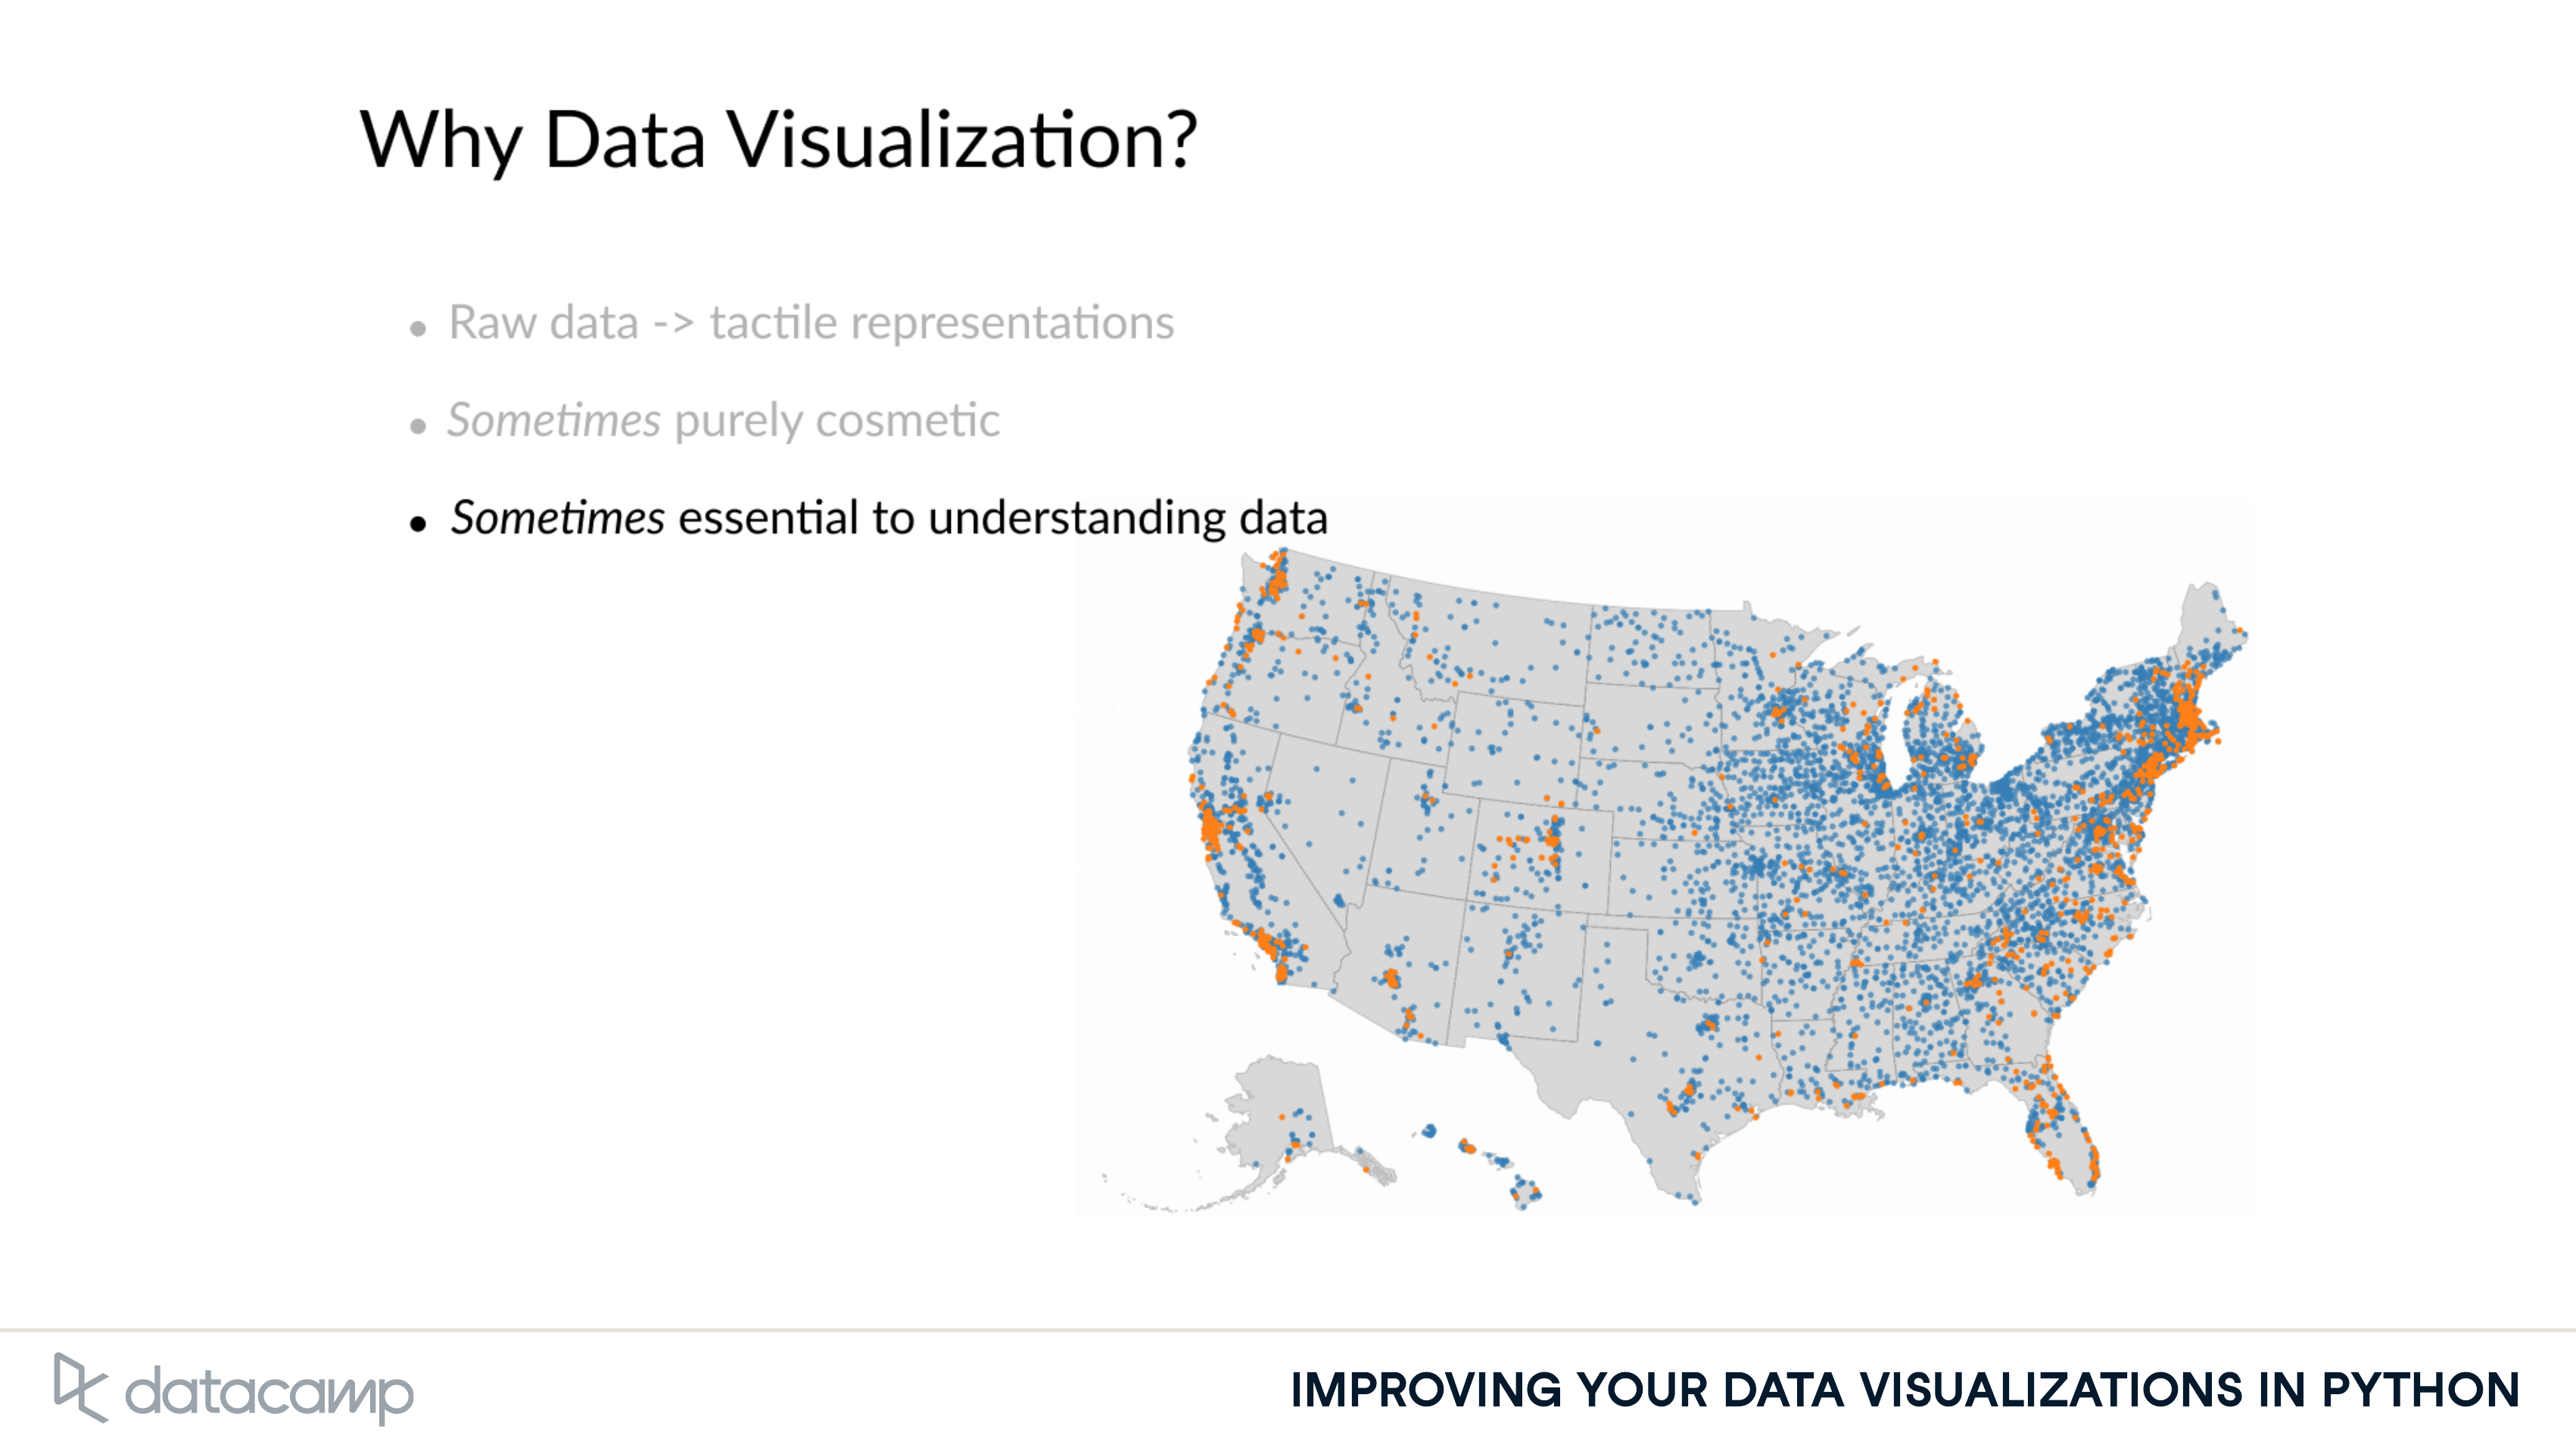 Why Data Visualization?
• Raw data -> tactile representations
• Sometimes purely cosmetic
• Sometimes essential to understanding data
datacamp
IMPROVING YOUR DATA VISUALIZATIONS IN PYTHON